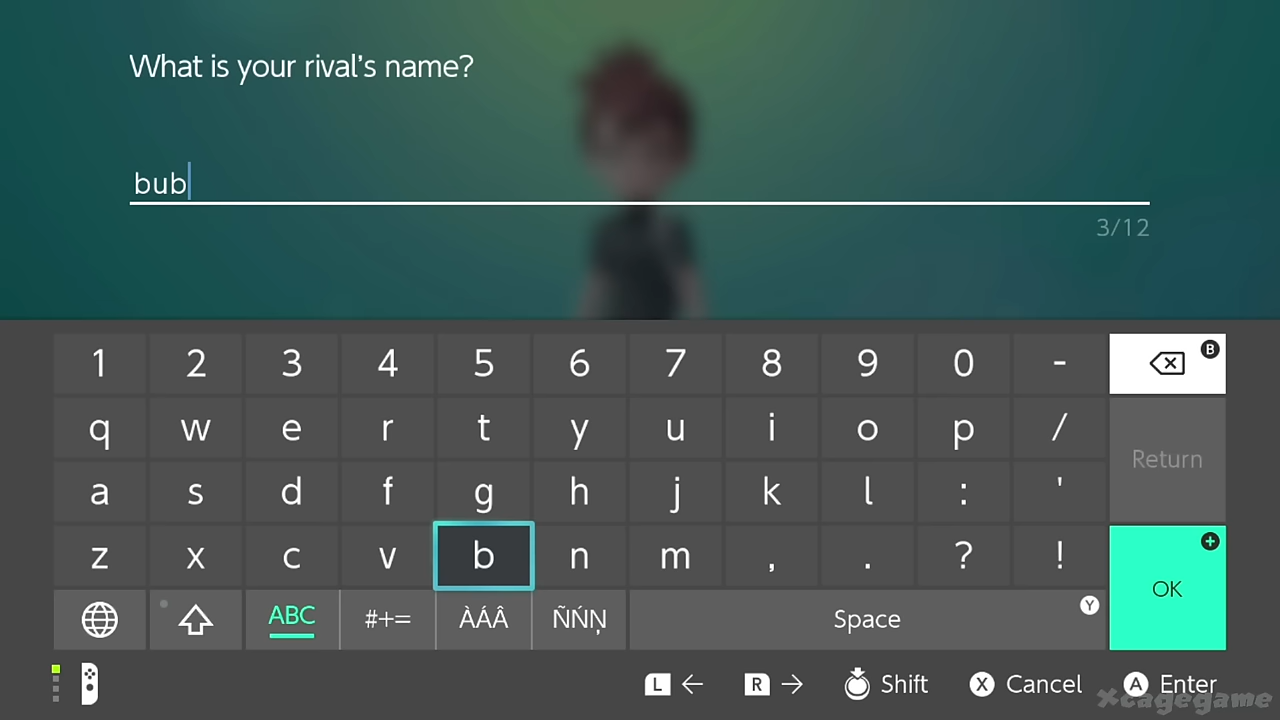 What is your rival's name?
bub
3/12
1 2 3 4 5 6 7 8 9 0 - B
q w e r t y u i o p /
a s d f g h j k l : '
Return
z x c v b n m , . ? ! +
OK
ABC #+= ÀÁÂ ÑŃŅ Space Y
L ← R → Shift X Cancel A Enter
Xcagegame